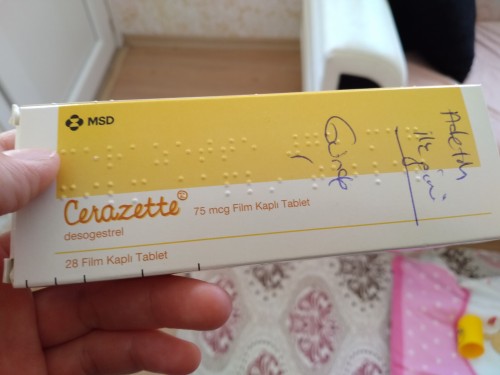 MSD
Cerazette®
75 mcg Film Kaplı Tablet
desogestrel
28 Film Kaplı Tablet
Adetin
ilk günü